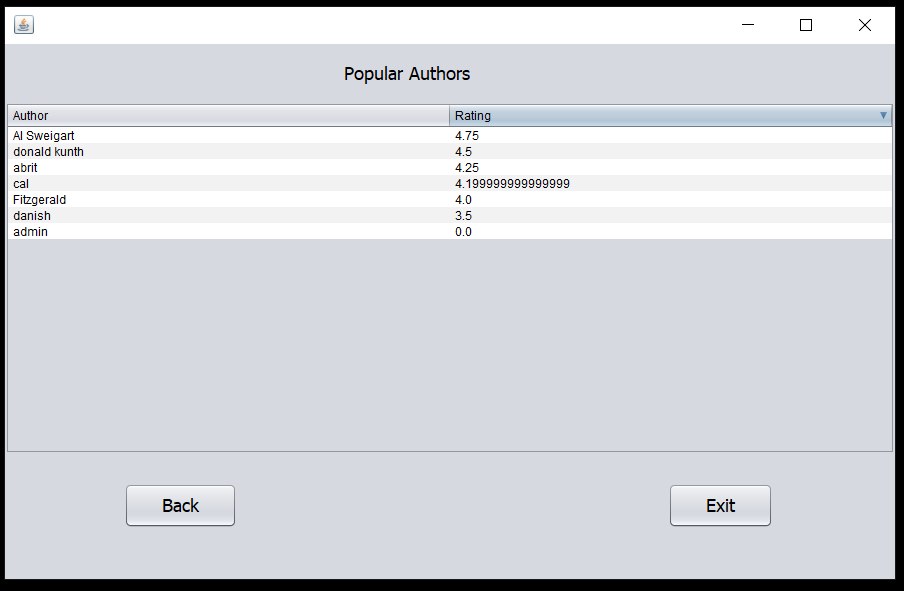 Popular Authors
Author Rating
Al Sweigart 4.75
donald kunth 4.5
abrit 4.25
cal 4.199999999999999
Fitzgerald 4.0
danish 3.5
admin 0.0
Back Exit